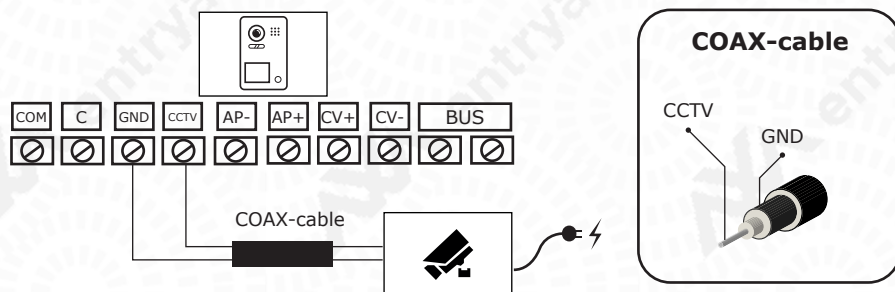 COM C GND CCTV AP- AP+ CV+ CV- BUS
COAX-cable
COAX-cable
CCTV
GND